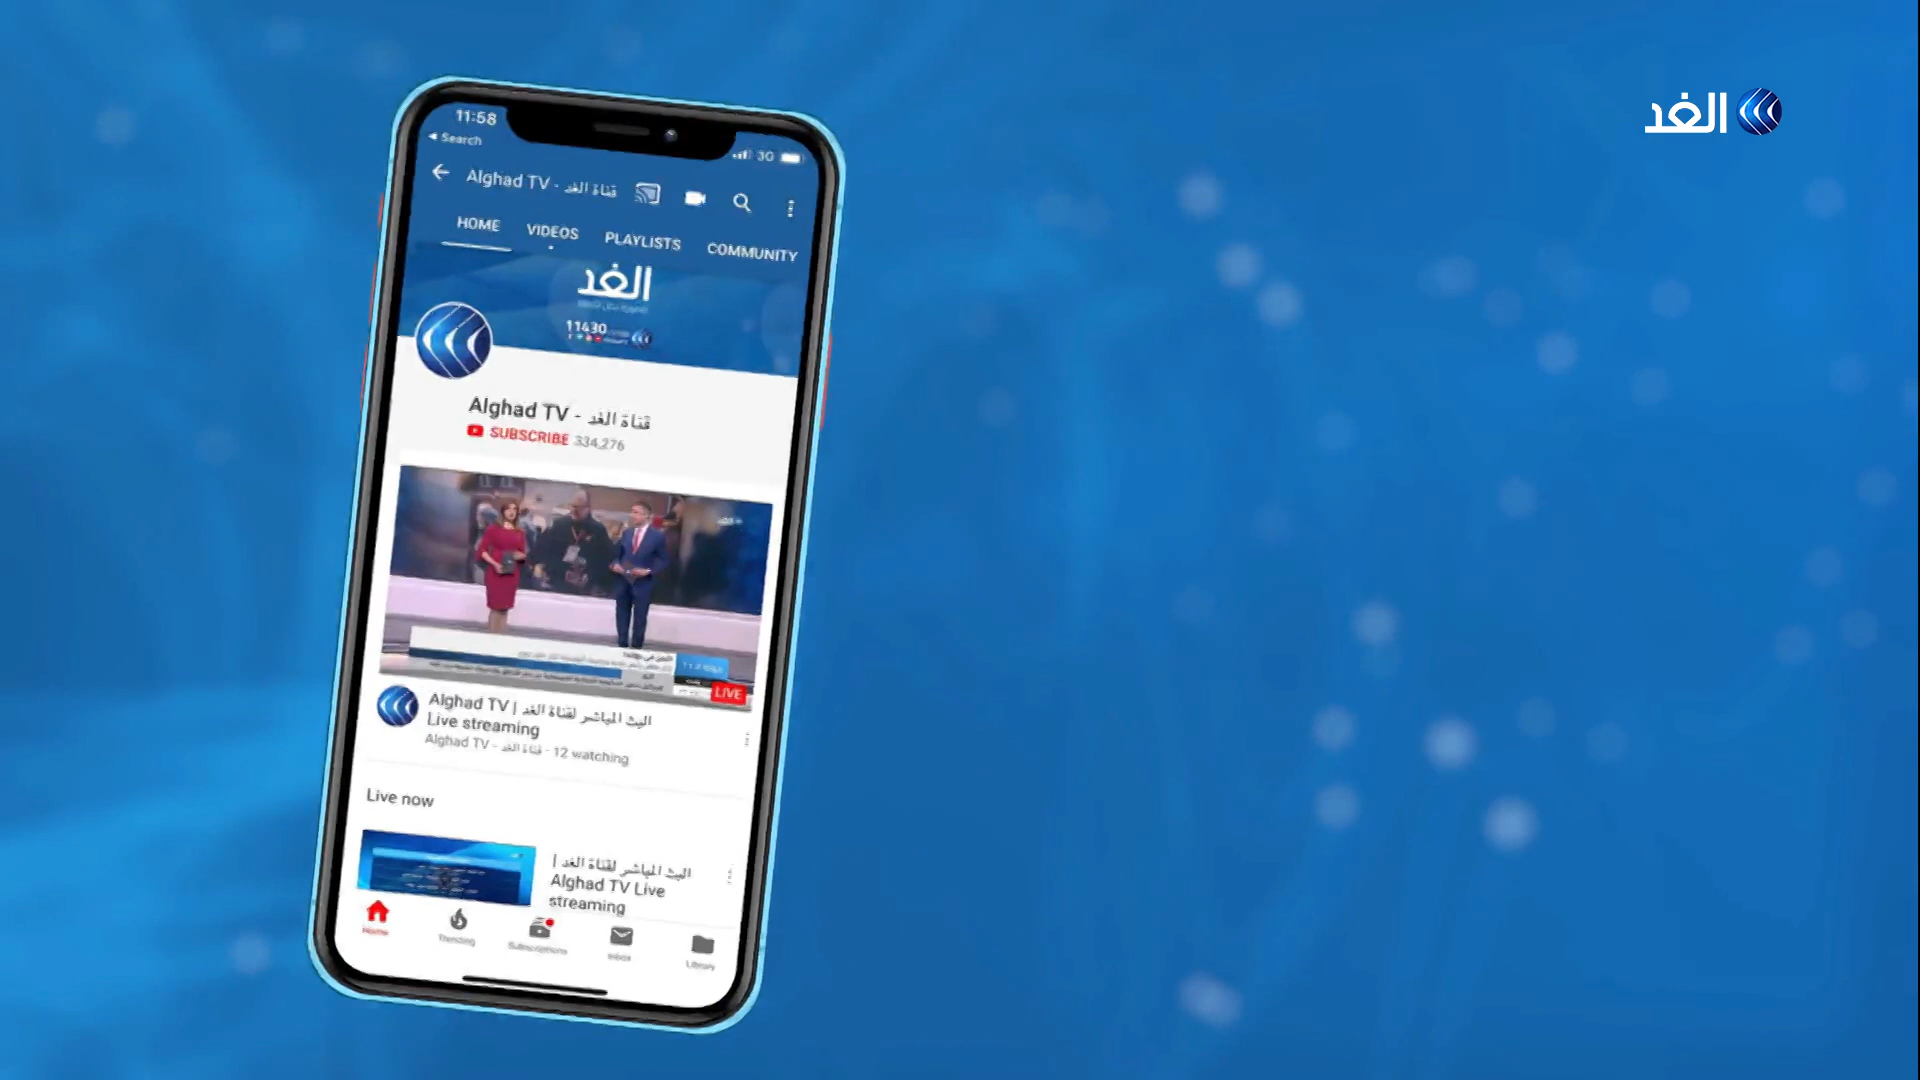 الغد
11:58
Search
3G
Alghad TV - قناة الغد
HOME VIDEOS PLAYLISTS COMMUNITY
الغد
11430
Alghad TV - قناة الغد
SUBSCRIBE 334,276
LIVE
Alghad TV | البث المباشر لقناة الغد
Live streaming
Alghad TV - قناة الغد · 12 watching
Live now
البث المباشر لقناة الغد |
Alghad TV Live
streaming
Home Trending Subscriptions Inbox Library